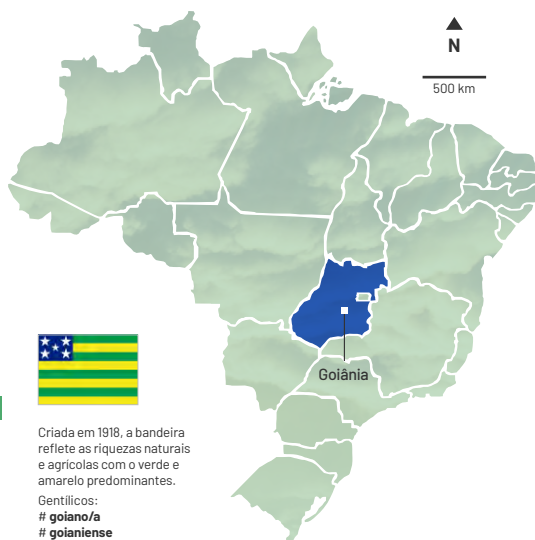 N
500 km
Goiânia
Criada em 1918, a bandeira
reflete as riquezas naturais
e agrícolas com o verde e
amarelo predominantes.
Gentílicos:
# goiano/a
# goianiense